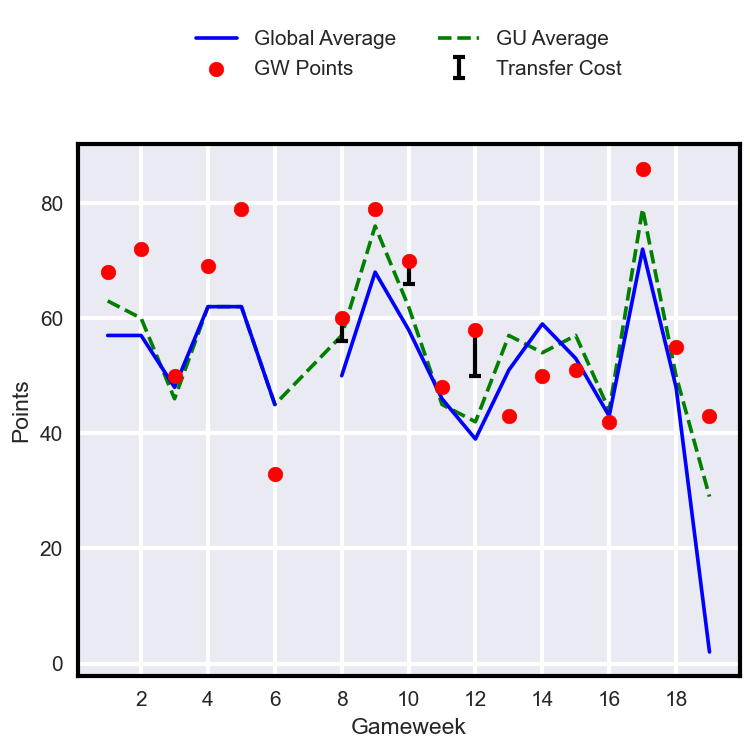 Global Average GU Average
GW Points Transfer Cost
80
60
40
20
0
Points
2 4 6 8 10 12 14 16 18
Gameweek